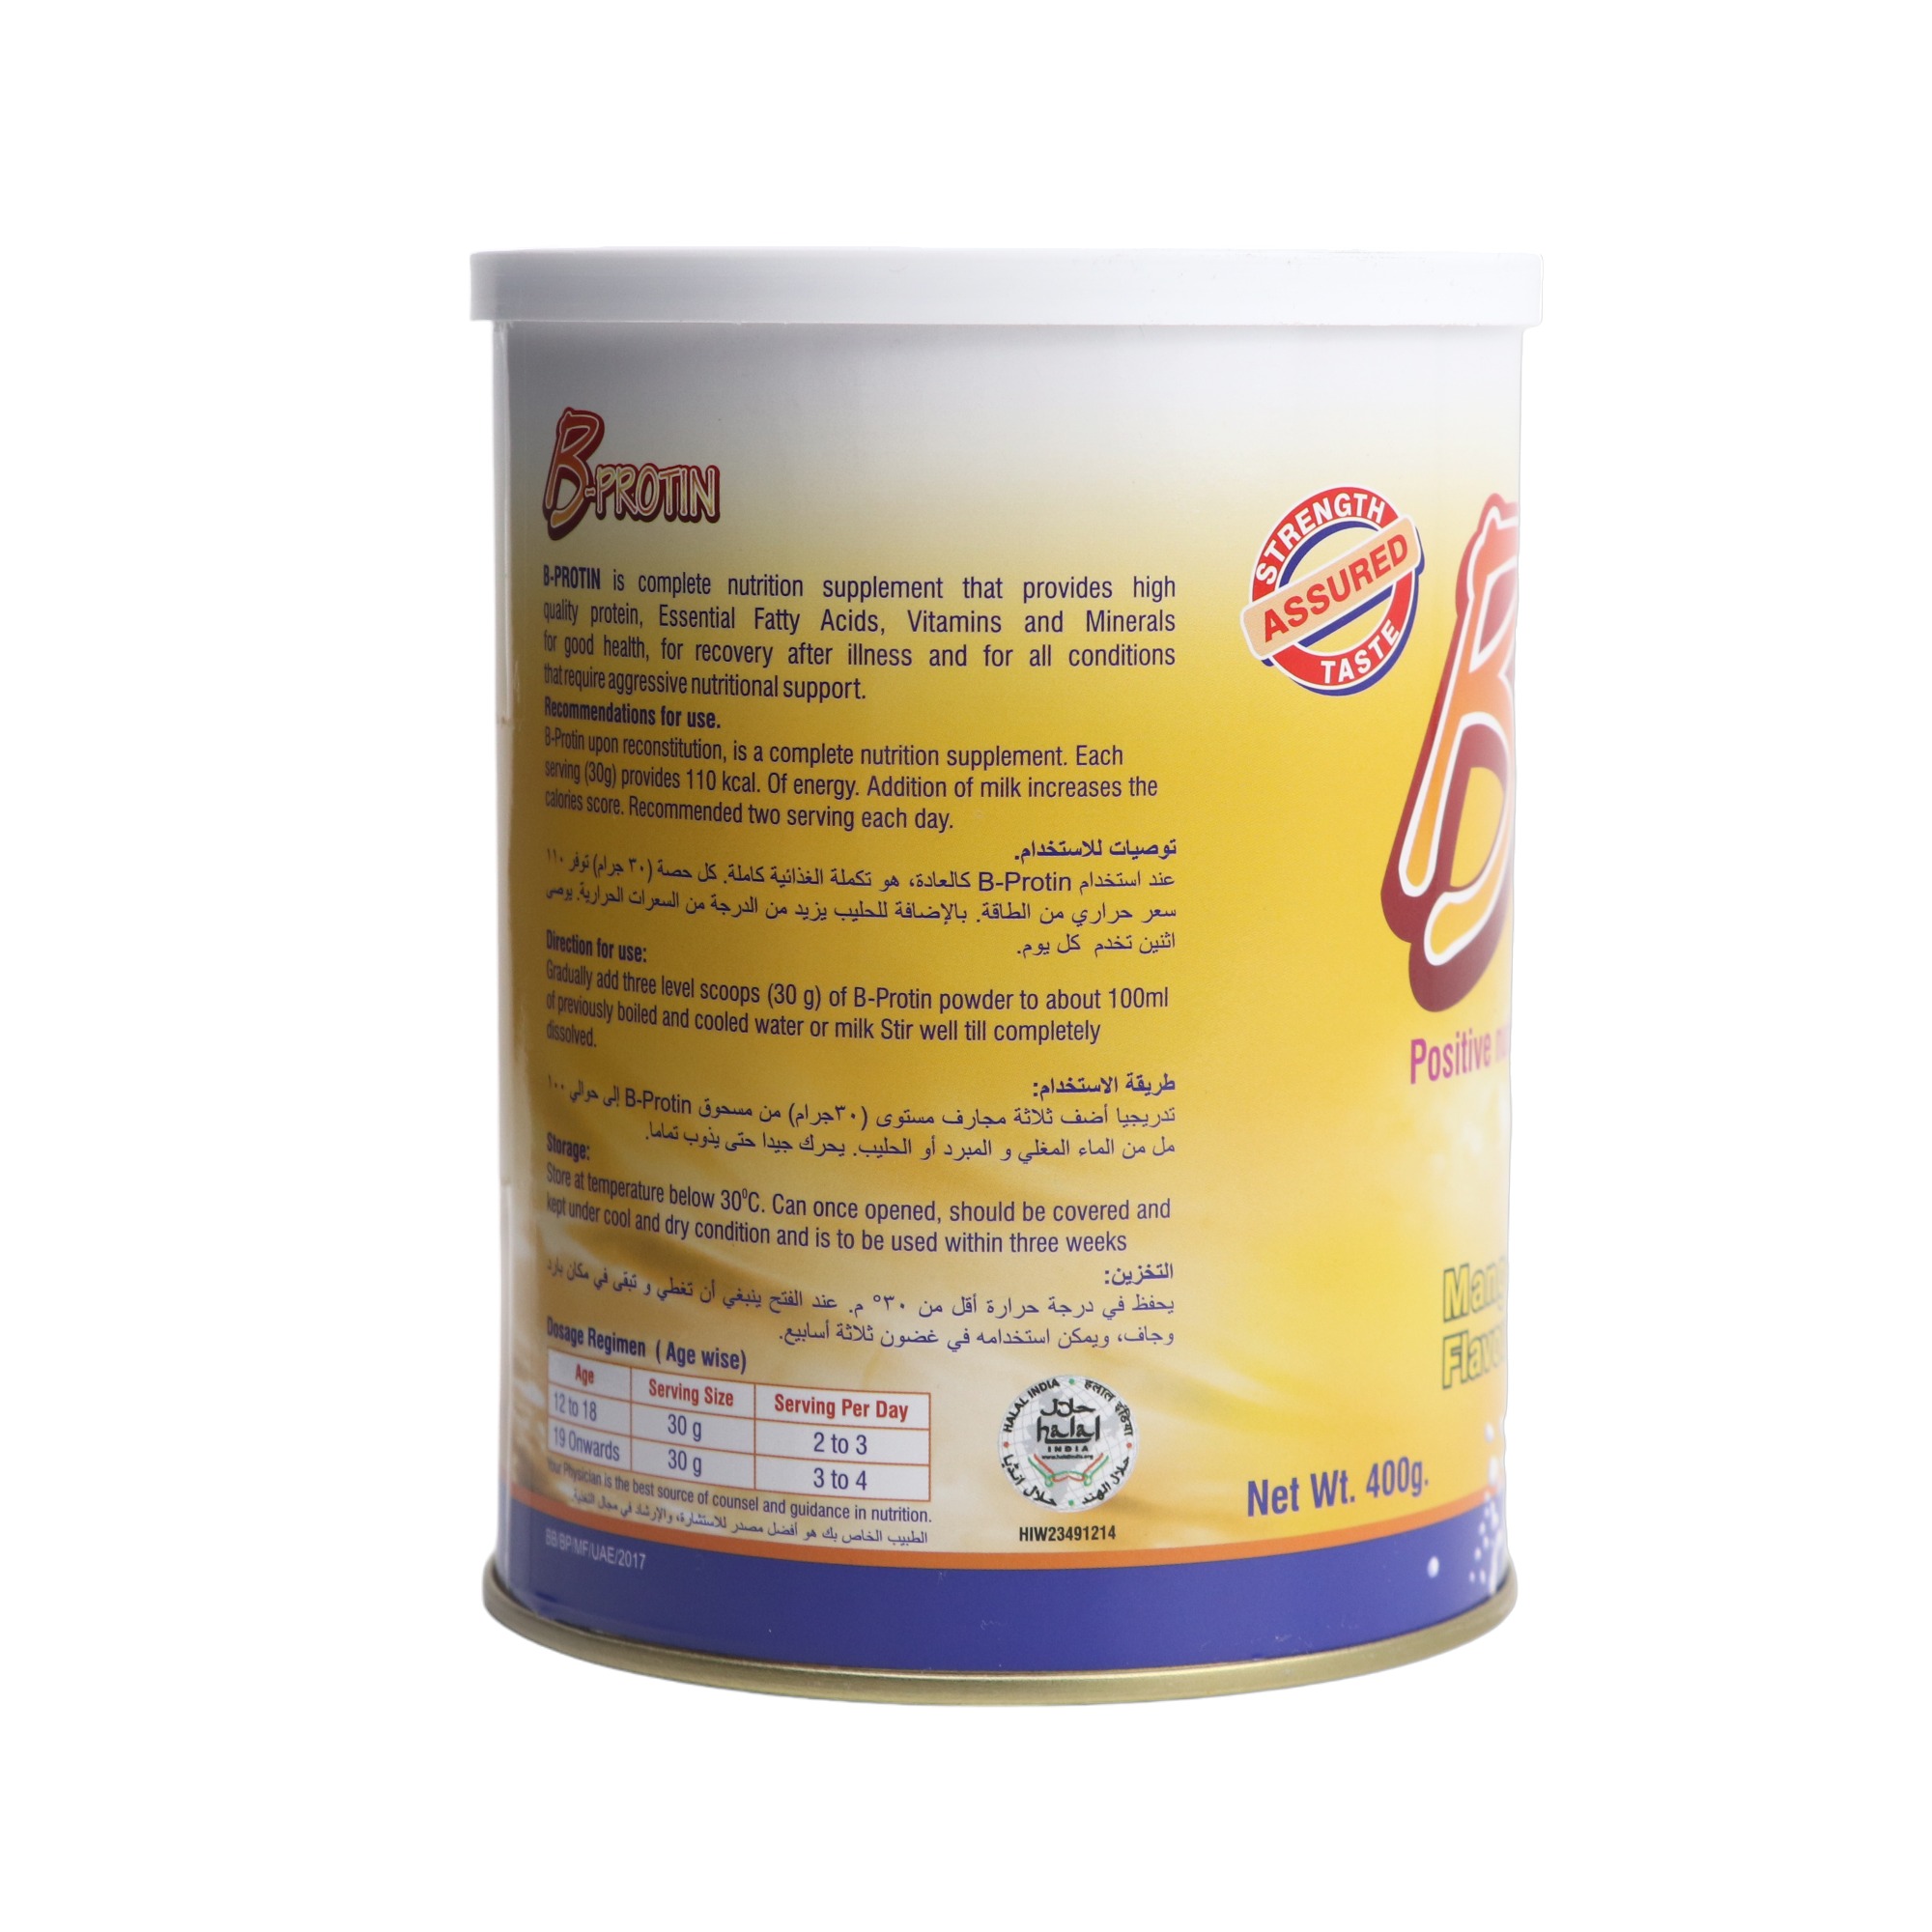 B-PROTIN
B-PROTIN is complete nutrition supplement that provides high
quality protein, Essential Fatty Acids, Vitamins and Minerals
for good health, for recovery after illness and for all conditions
that require aggressive nutritional support.
Recommendations for use.
B-Protin upon reconstitution, is a complete nutrition supplement. Each
serving (30g) provides 110 kcal. Of energy. Addition of milk increases the
calories score. Recommended two serving each day.
توصيات للاستخدام.
عند استخدام B-Protin كالعادة، هو تكملة الغذائية كاملة. كل حصة (٣٠ جرام) توفر ١١٠
سعر حراري من الطاقة. بالإضافة للحليب يزيد من الدرجة من السعرات الحرارية. يوصى
اثنين تخدم كل يوم.
Direction for use:
Gradually add three level scoops (30 g) of B-Protin powder to about 100ml
of previously boiled and cooled water or milk Stir well till completely
dissolved.
طريقة الاستخدام:
تدريجيا أضف ثلاثة مجارف مستوى (٣٠جرام) من مسحوق B-Protin إلى حوالي ١٠٠
مل من الماء المغلي و المبرد أو الحليب. يحرك جيدا حتى يذوب تماما.
Storage:
Store at temperature below 30⁰C. Can once opened, should be covered and
kept under cool and dry condition and is to be used within three weeks
التخزين:
يحفظ في درجة حرارة أقل من ٣٠° م. عند الفتح ينبغي أن تغطي و تبقى في مكان بارد
وجاف، ويمكن استخدامه في غضون ثلاثة أسابيع.
Dosage Regimen ( Age wise)
Age Serving Size Serving Per Day
12 to 18 30 g 2 to 3
19 Onwards 30 g 3 to 4
Your Physician is the best source of counsel and guidance in nutrition.
الطبيب الخاص بك هو أفضل مصدر للاستشارة، والإرشاد في مجال التغذية
BB/BP/MF/UAE/2017
HALAL INDIA
हलाल इंडिया
حلال
halal
INDIA
www.halalindia.org
حلال انڈیا
حلال الهند
HIW23491214
STRENGTH
ASSURED
TASTE
B
Positive
Net Wt. 400g.